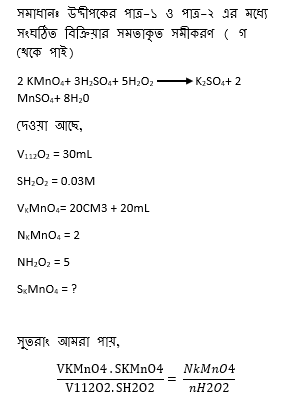 সমাধানঃ উদ্দীপকের পাত্র-১ ও পাত্র-২ এর মধ্যে
সংঘঠিত বিক্রিয়ার সমতাকৃত সমীকরণ ( গ
থেকে পাই)
2 KMnO₄+ 3H₂SO₄+ 5H₂O₂ ⟶ K₂SO₄+ 2
MnSO₄+ 8H₂0
দেওয়া আছে,
V₁₁₂O₂ = 30mL
SH₂O₂ = 0.03M
VₖMnO₄= 20CM3 + 20mL
NₖMnO₄ = 2
NH₂O₂ = 5
SₖMnO₄ = ?
সুতরাং আমরা পায়,
VKMnO4 .SKMnO4 / V11202.SH2O2 = NkMnO4 / nH2O2